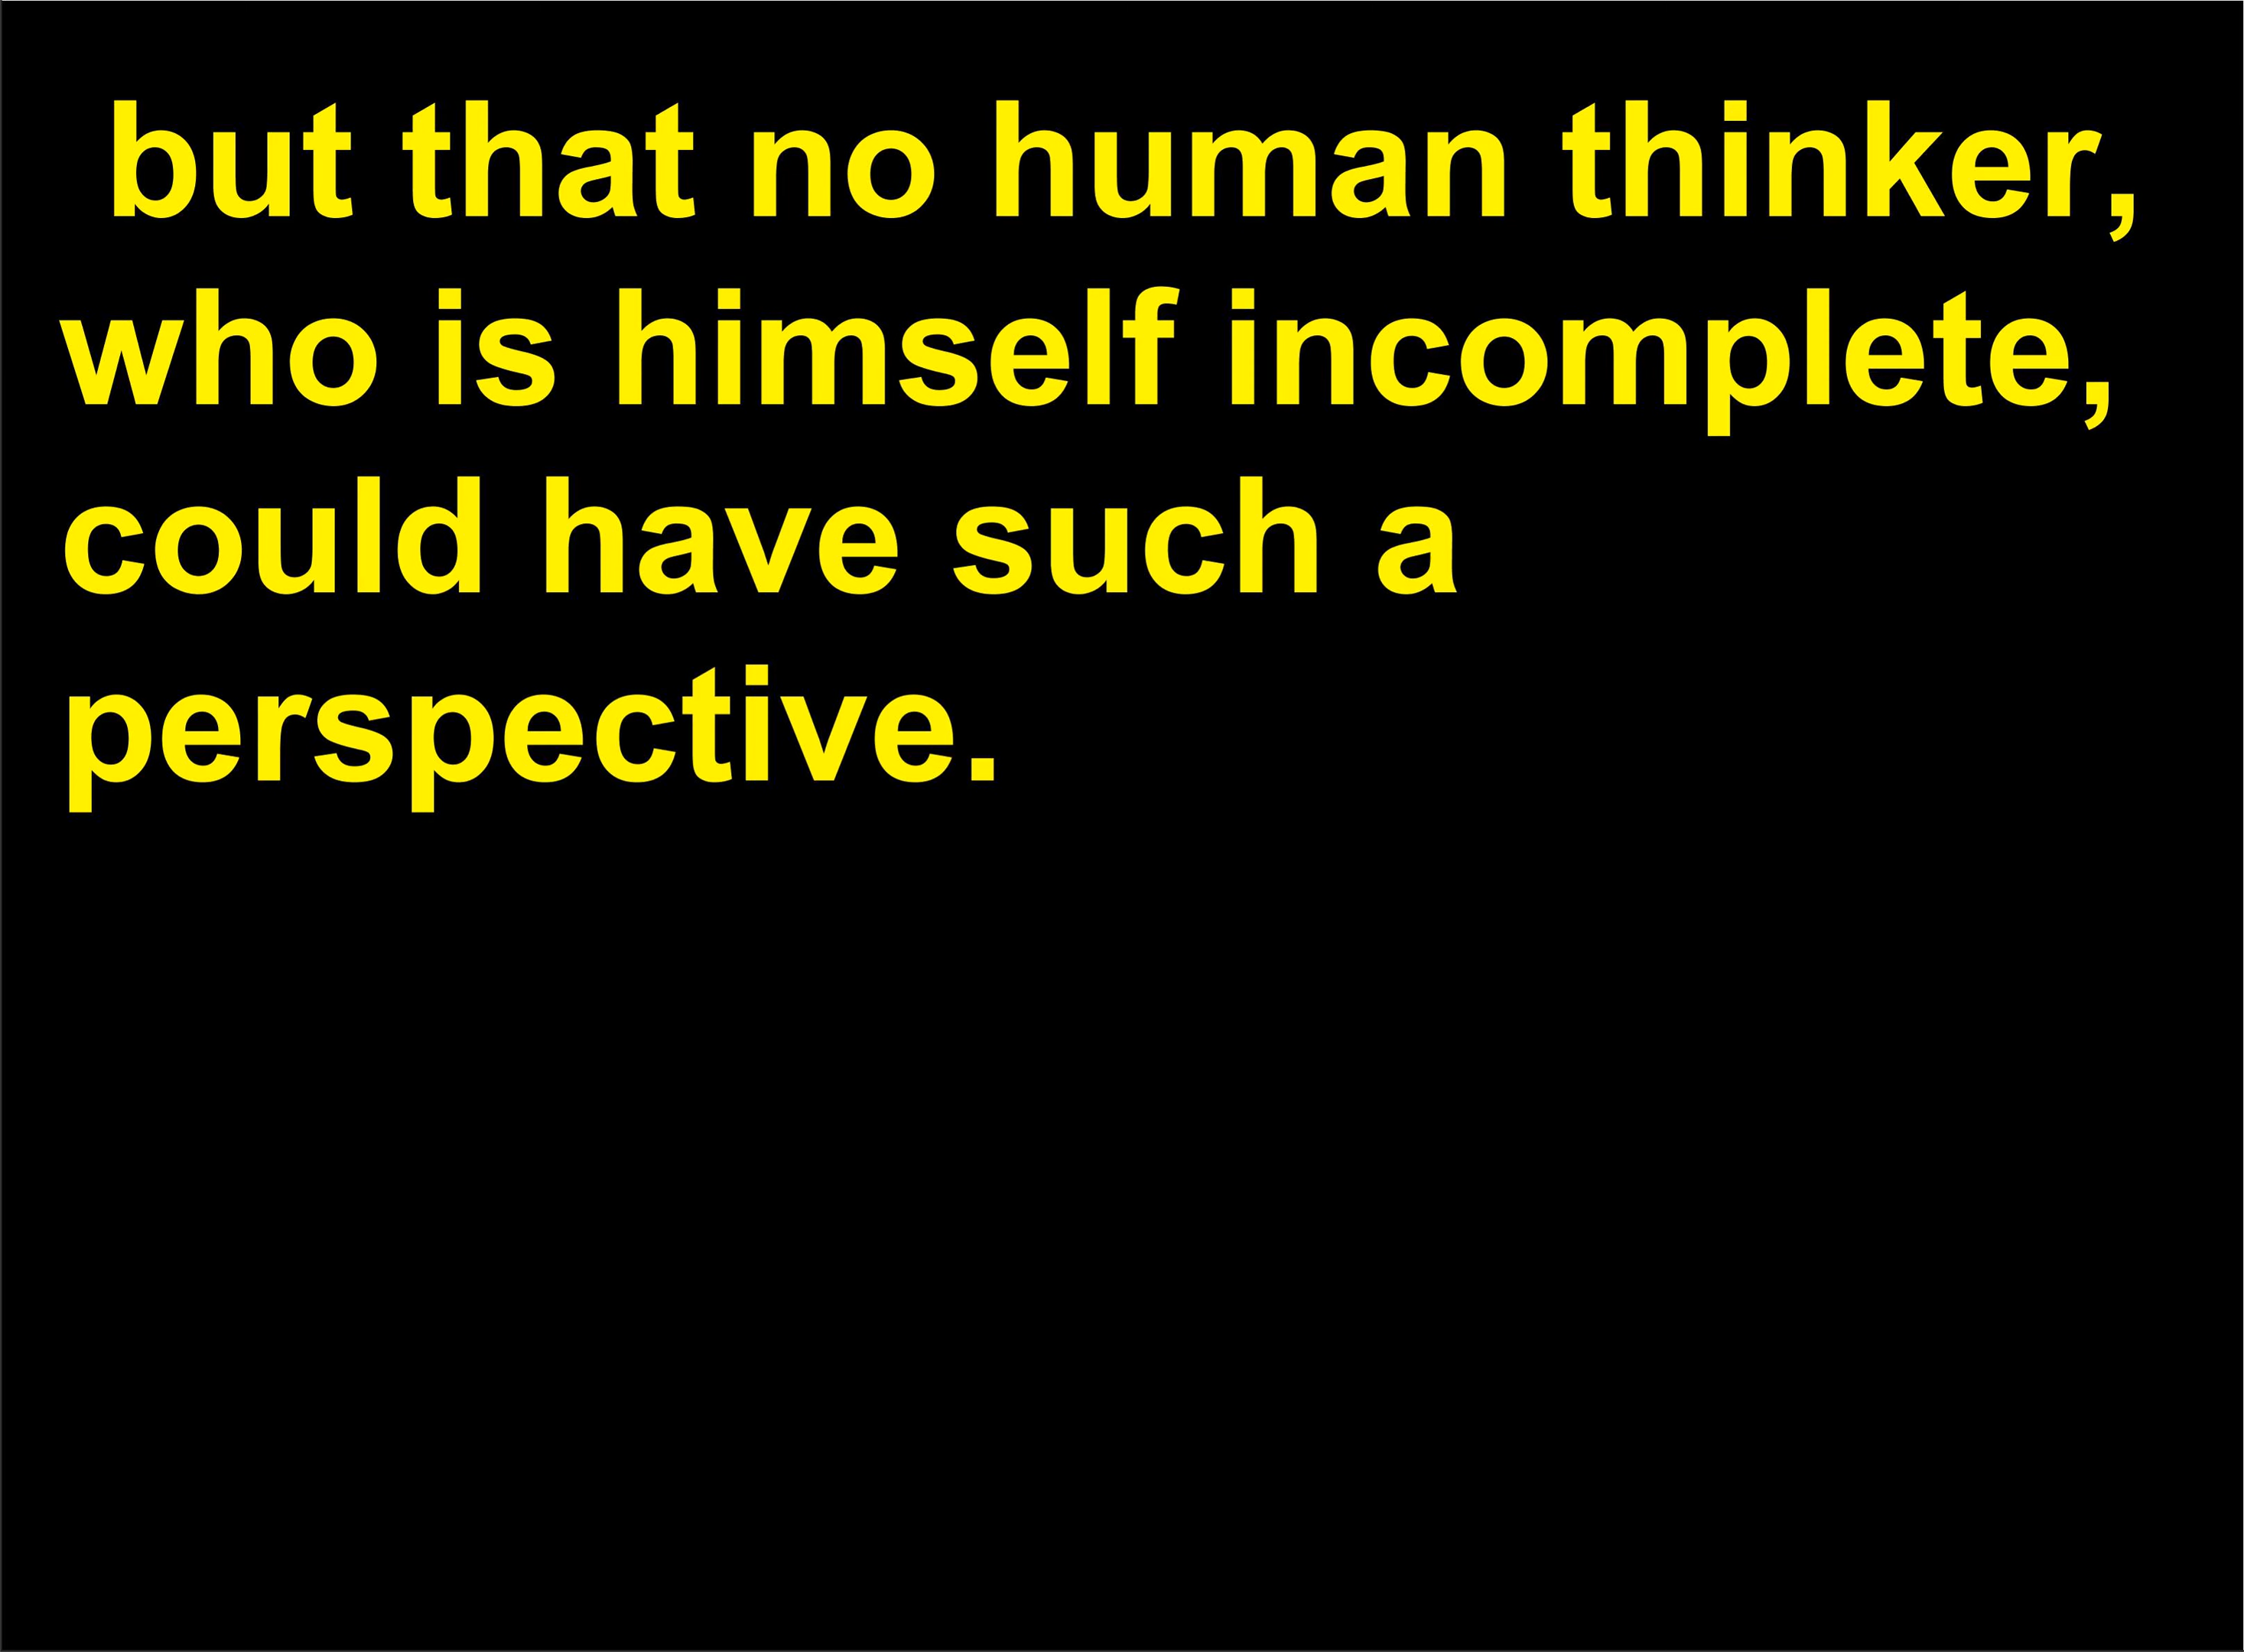 but that no human thinker,
who is himself incomplete,
could have such a
perspective.